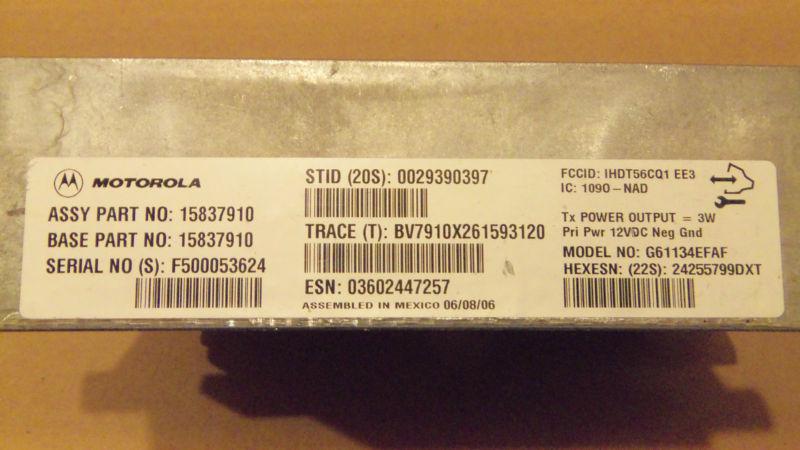 MOTOROLA
ASSY PART NO: 15837910
BASE PART NO: 15837910
SERIAL NO (S): F500053624
STID (20S): 0029390397
TRACE (T): BV7910X261593120
ESN: 03602447257
ASSEMBLED IN MEXICO 06/08/06
FCCID: IHDT56CQ1 EE3
IC: 109O-NAD
Tx POWER OUTPUT = 3W
Pri Pwr 12VDC Neg Gnd
MODEL NO: G61134EFAF
HEXESN: (22S): 24255799DXT